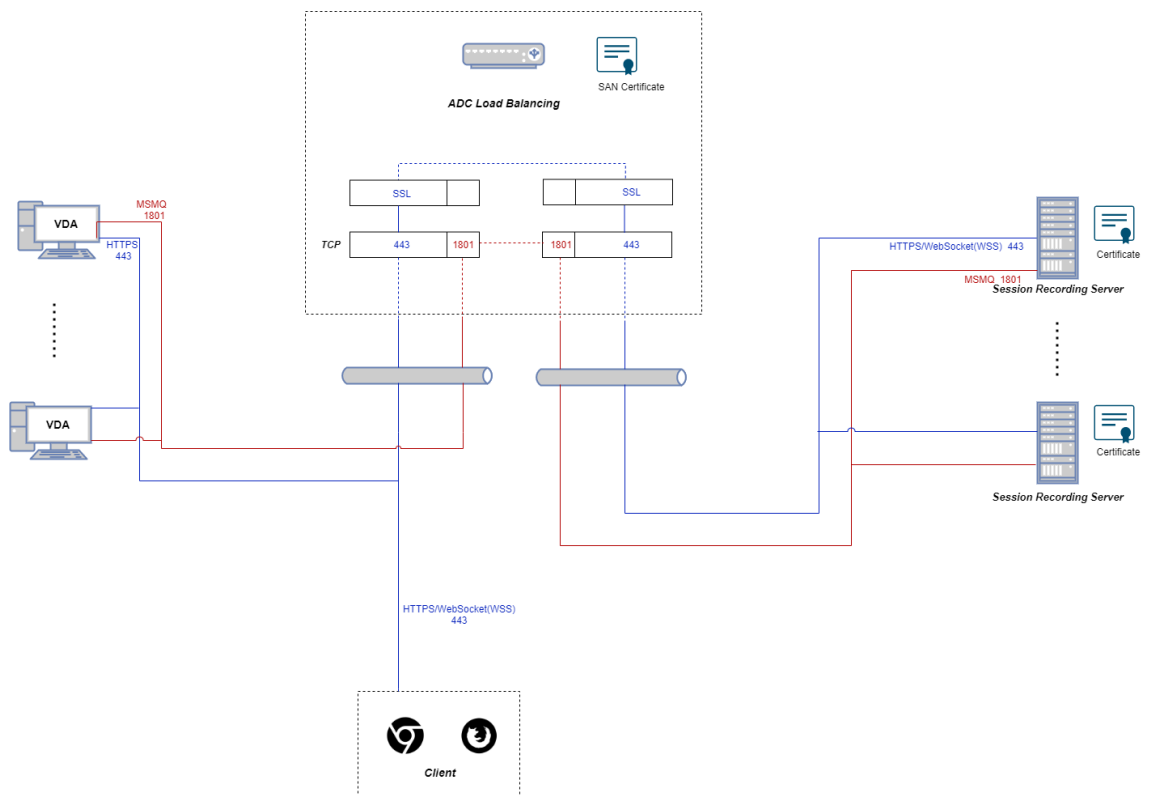 SAN Certificate
ADC Load Balancing
SSL
SSL
TCP
443
1801
1801
443
VDA
MSMQ
1801
HTTPS
443
VDA
HTTPS/WebSocket(WSS) 443
MSMQ 1801
Certificate
Session Recording Server
Certificate
Session Recording Server
HTTPS/WebSocket(WSS)
443
Client